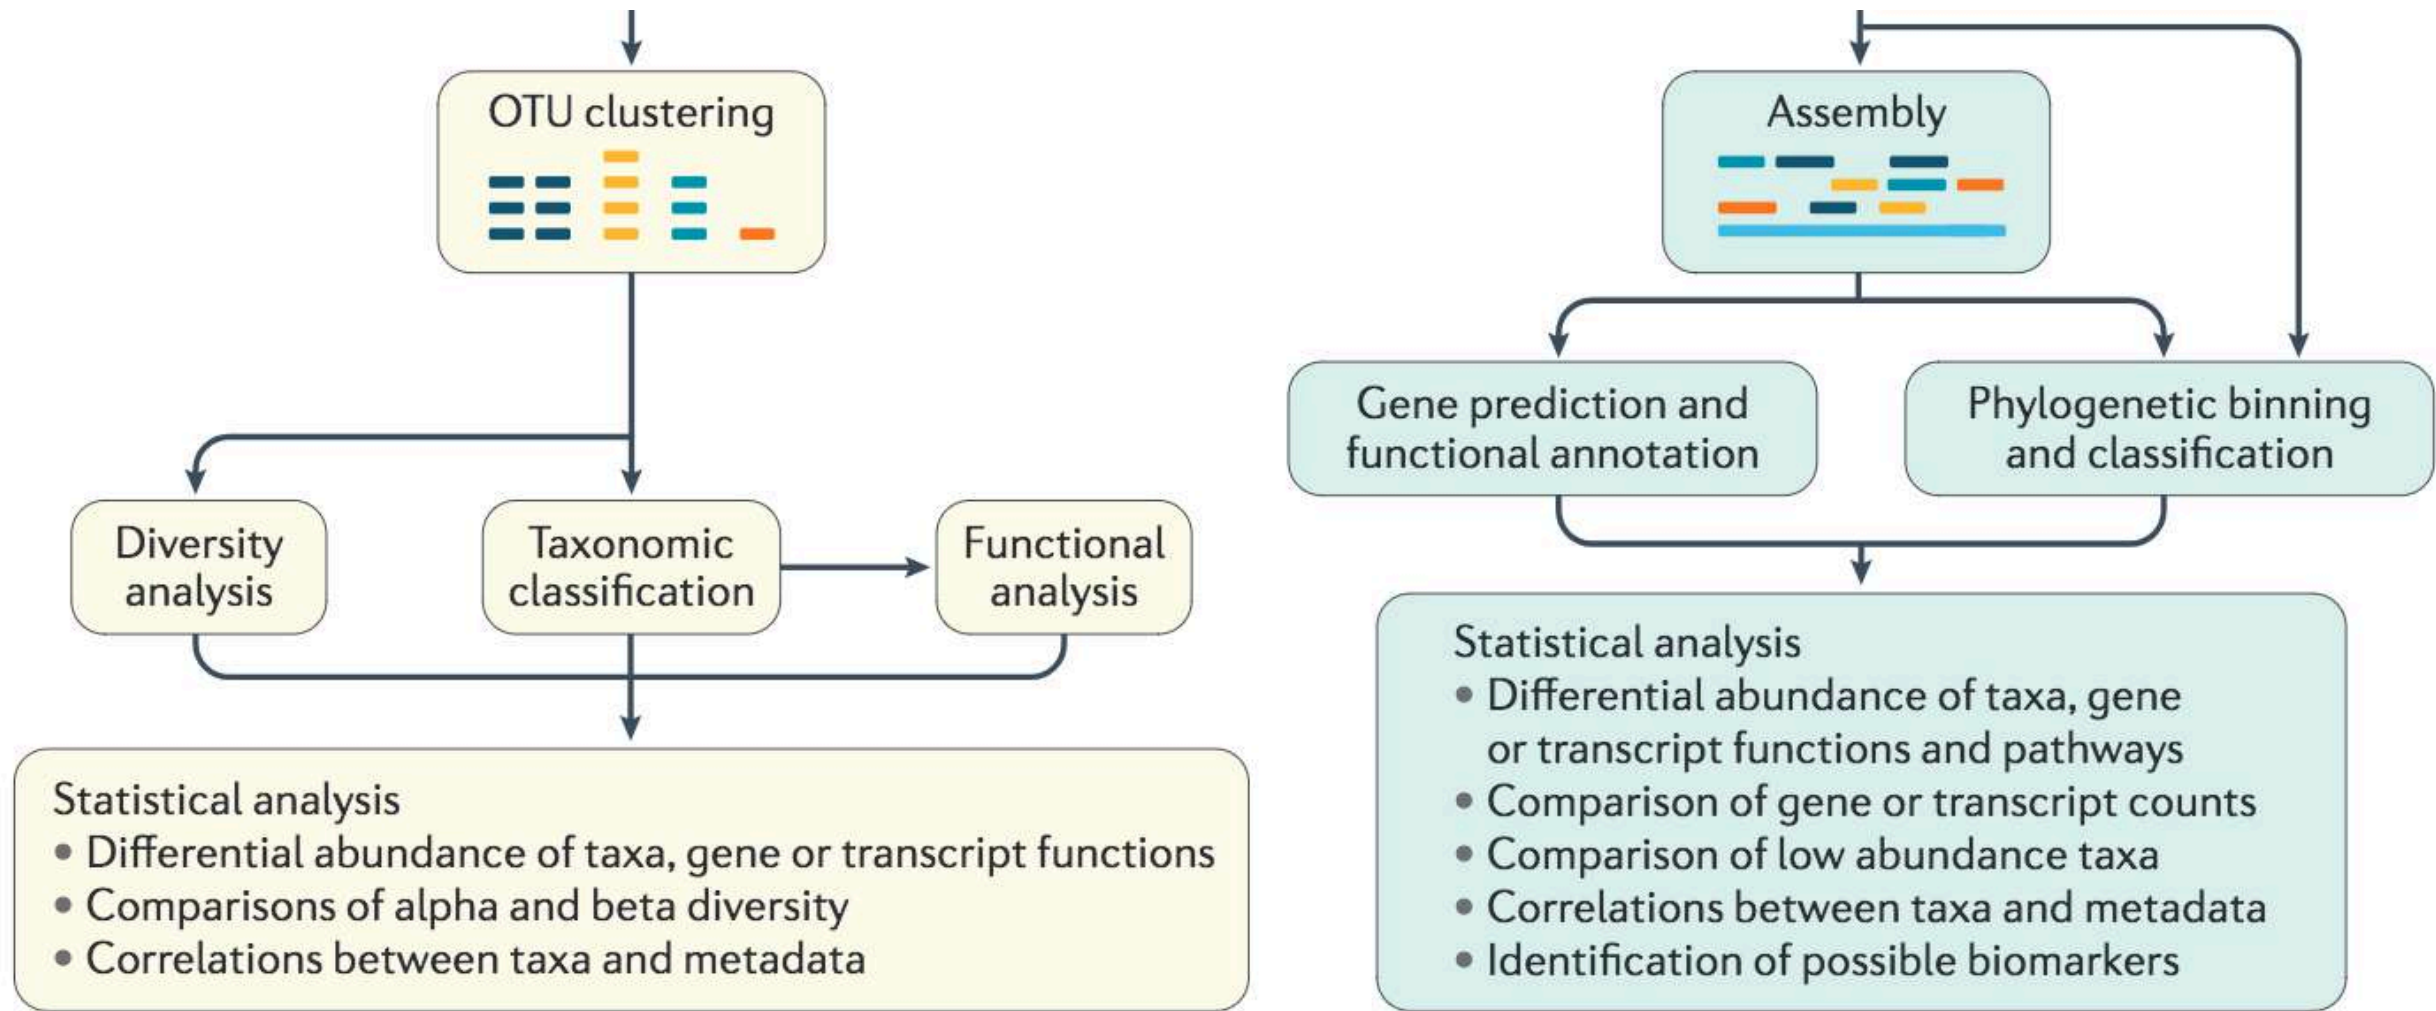 OTU clustering
Diversity
analysis
Taxonomic
classification
Functional
analysis
Statistical analysis
• Differential abundance of taxa, gene or transcript functions
• Comparisons of alpha and beta diversity
• Correlations between taxa and metadata
Assembly
Gene prediction and
functional annotation
Phylogenetic binning
and classification
Statistical analysis
• Differential abundance of taxa, gene
or transcript functions and pathways
• Comparison of gene or transcript counts
• Comparison of low abundance taxa
• Correlations between taxa and metadata
• Identification of possible biomarkers